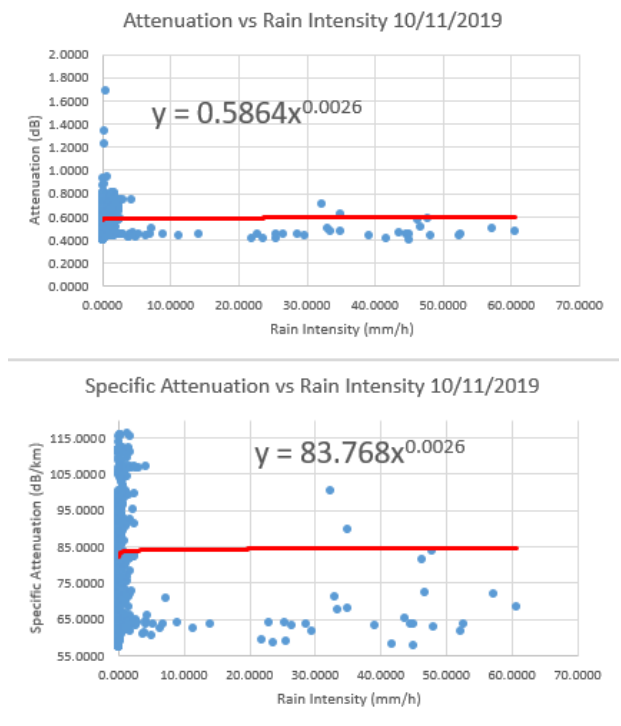 Attenuation vs Rain Intensity 10/11/2019
2.0000
1.8000
1.6000
1.4000
1.2000
1.0000
0.8000
0.6000
0.4000
0.2000
0.0000
Attenuation (dB)
y = 0.5864x^0.0026
0.0000 10.0000 20.0000 30.0000 40.0000 50.0000 60.0000 70.0000
Rain Intensity (mm/h)
Specific Attenuation vs Rain Intensity 10/11/2019
115.0000
105.0000
95.0000
85.0000
75.0000
65.0000
55.0000
Specific Attenuation (dB/km)
y = 83.768x^0.0026
0.0000 10.0000 20.0000 30.0000 40.0000 50.0000 60.0000 70.0000
Rain Intensity (mm/h)